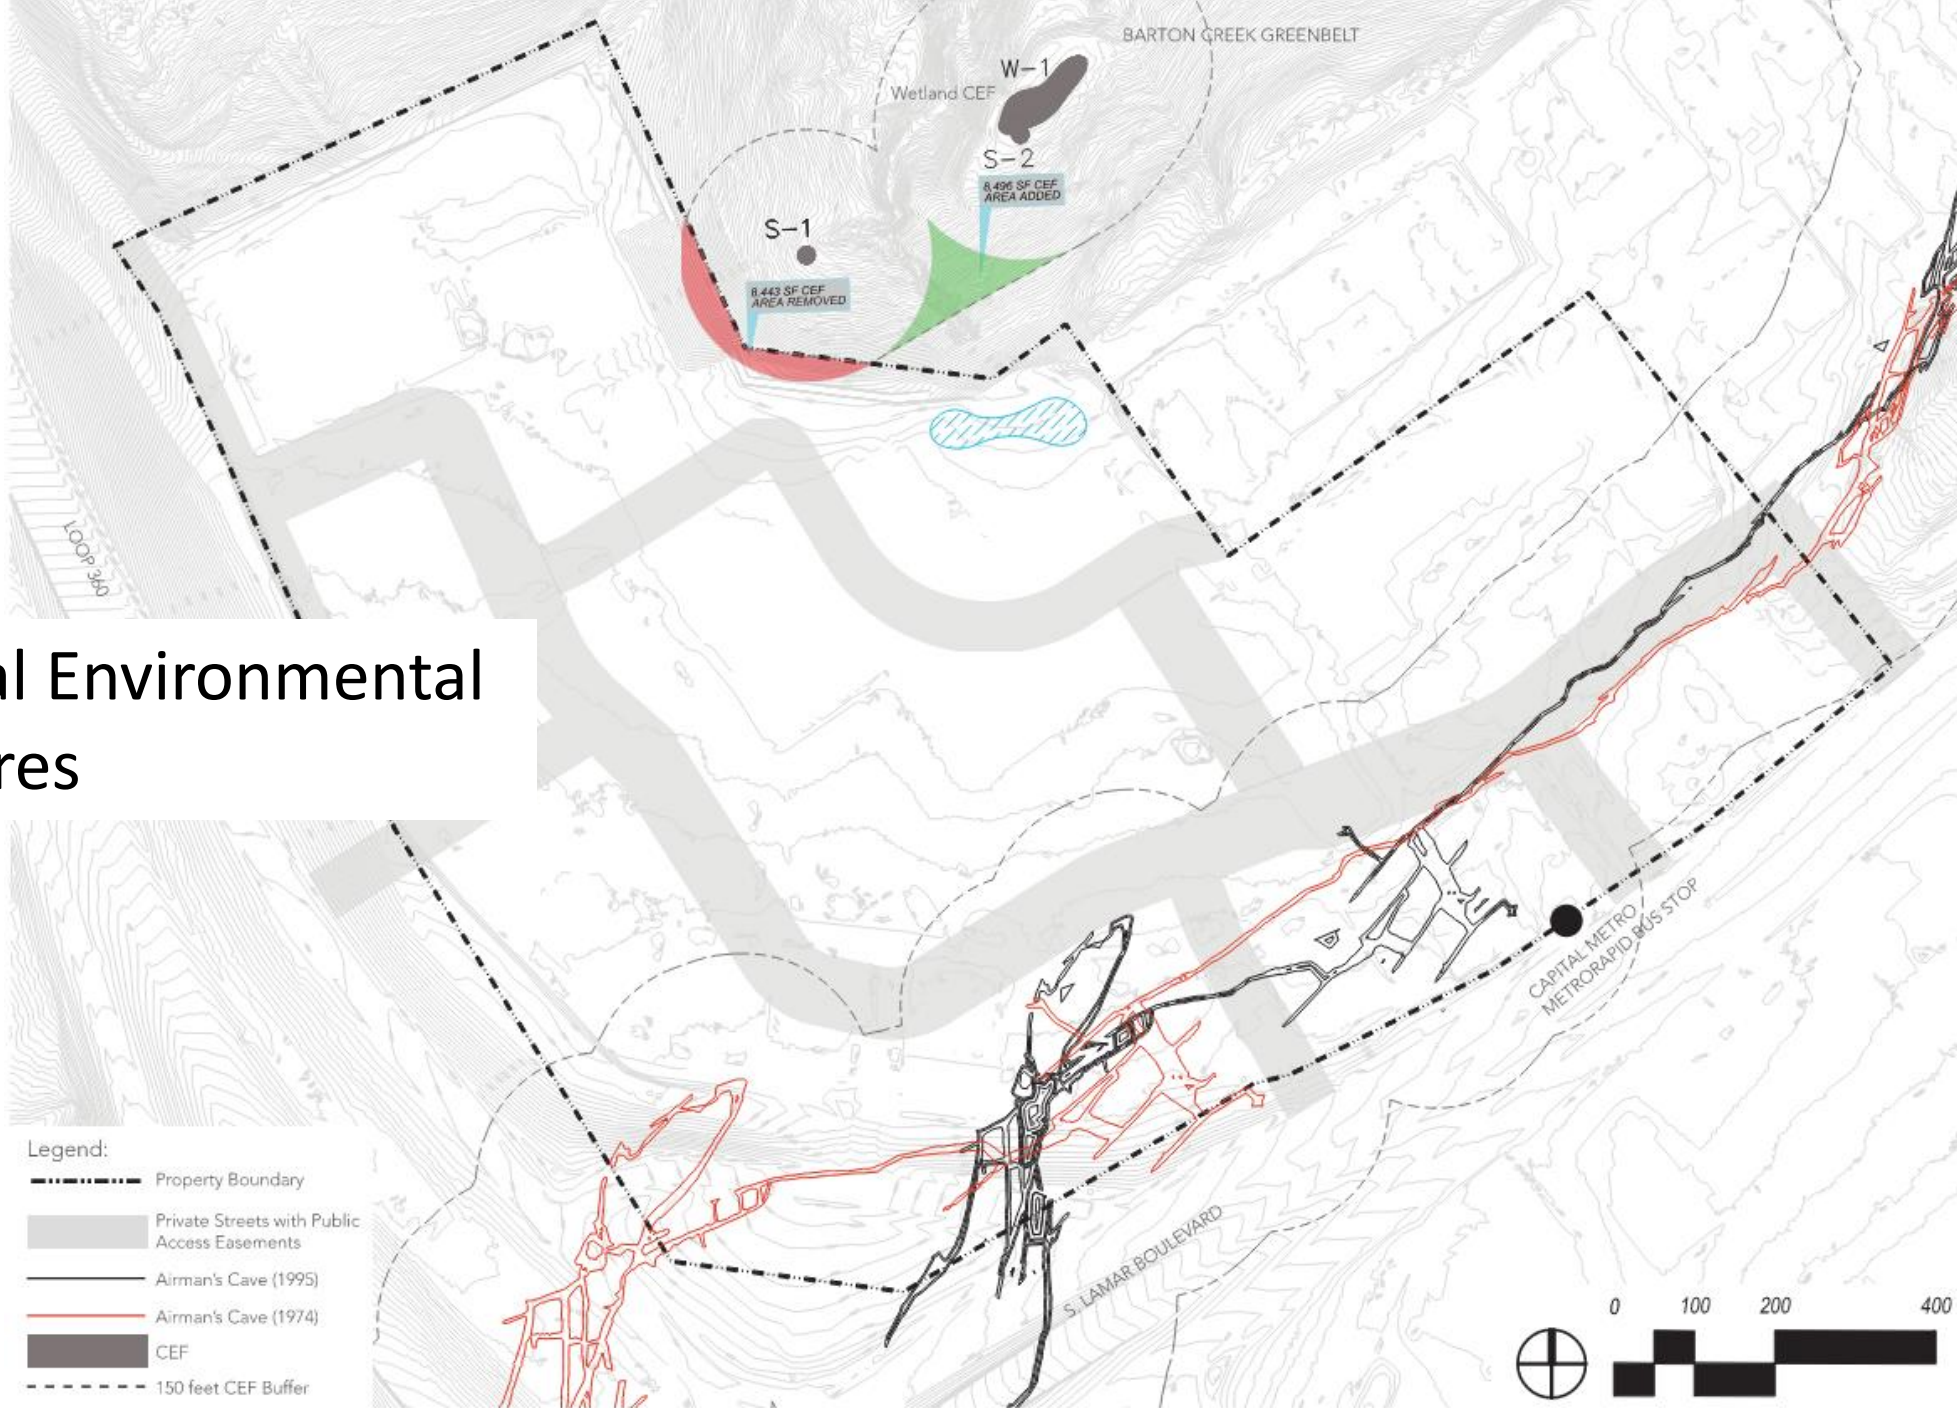 BARTON CREEK GREENBELT
W-1
Wetland CEF
S-2
8,496 SF CEF
AREA ADDED
S-1
8,443 SF CEF
AREA REMOVED
LOOP 360
al Environmental
res
CAPITAL METRO
METRORAPID BUS STOP
S. LAMAR BOULEVARD
Legend:
Property Boundary
Private Streets with Public
Access Easements
Airman's Cave (1995)
Airman's Cave (1974)
CEF
150 feet CEF Buffer
0 100 200 400